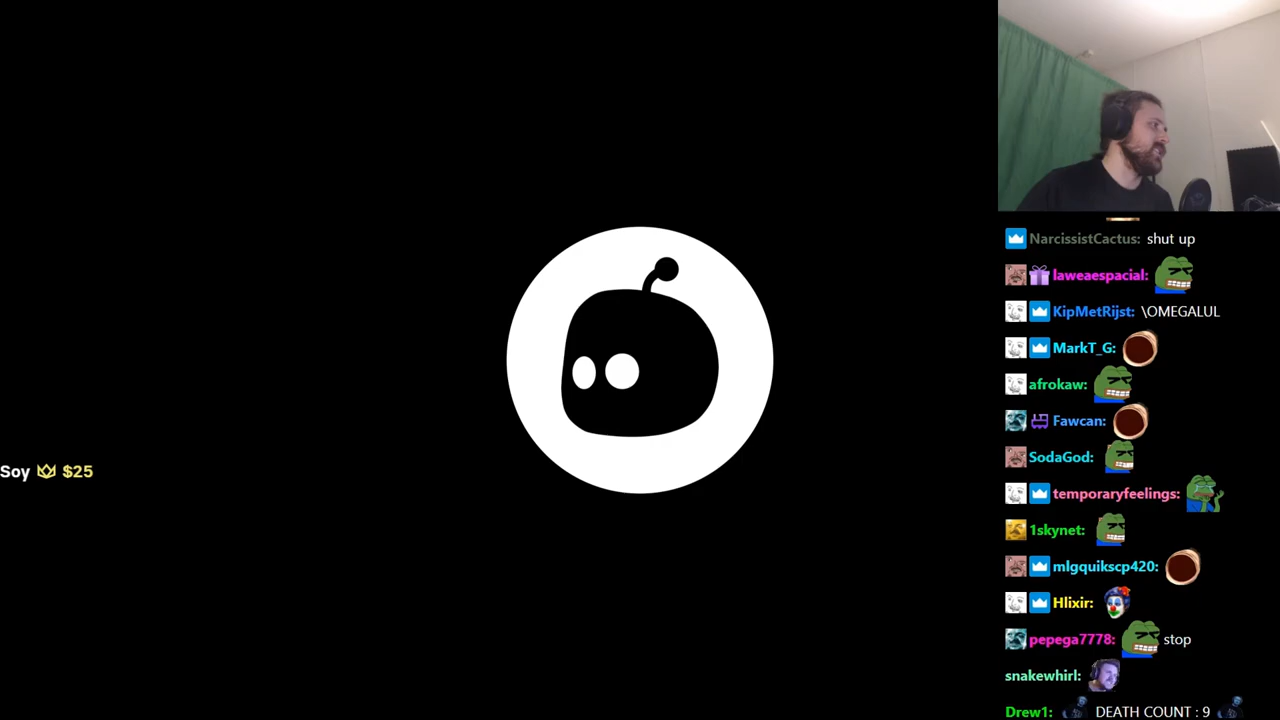 NarcissistCactus: shut up
laweaespacial:
KipMetRijst: \OMEGALUL
MarkT_G:
afrokaw:
Fawcan:
Soy $25
SodaGod:
temporaryfeelings:
1skynet:
mlgquikscp420:
Hlixir:
pepega7778: stop
snakewhirl:
Drew1: DEATH COUNT : 9